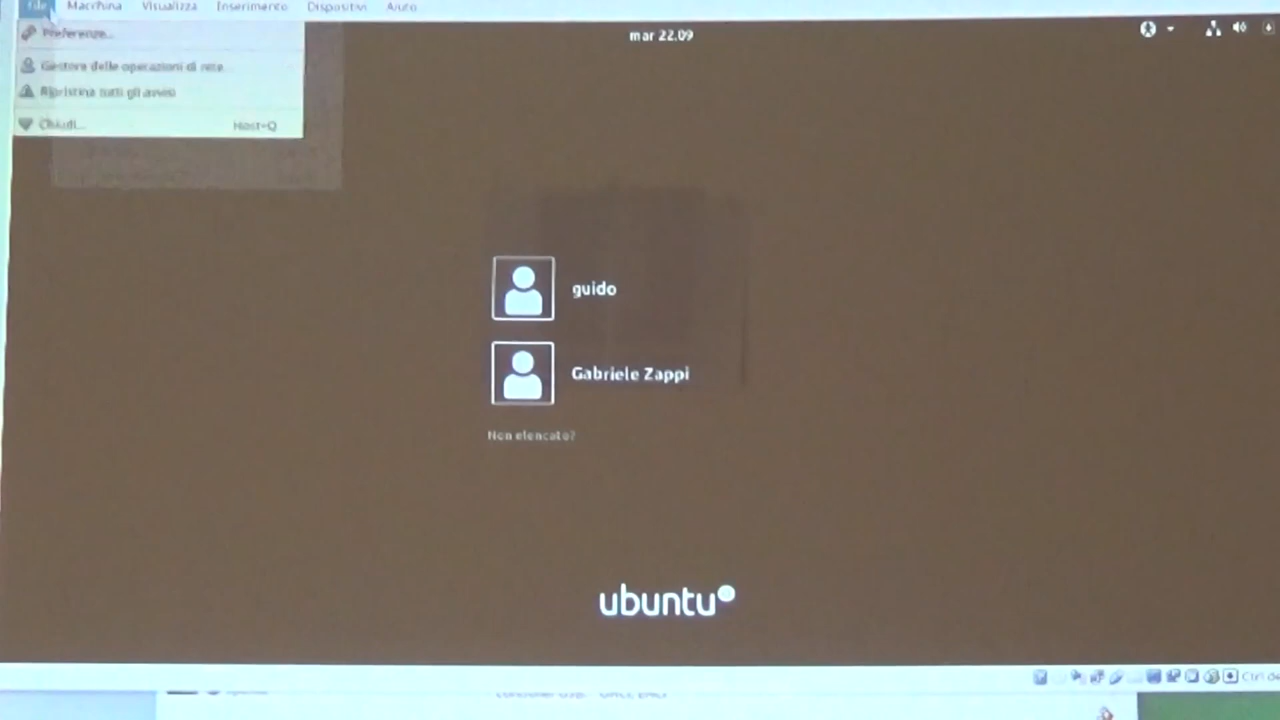 File Macchina Visualizza Inserimento Dispositivi Aiuto
Preferenze...
Gestore delle operazioni di rete...
Ripristina tutti gli avvisi
Chiudi... Host+Q
mar 22.09
guido
Gabriele Zappi
Non elencato?
ubuntu